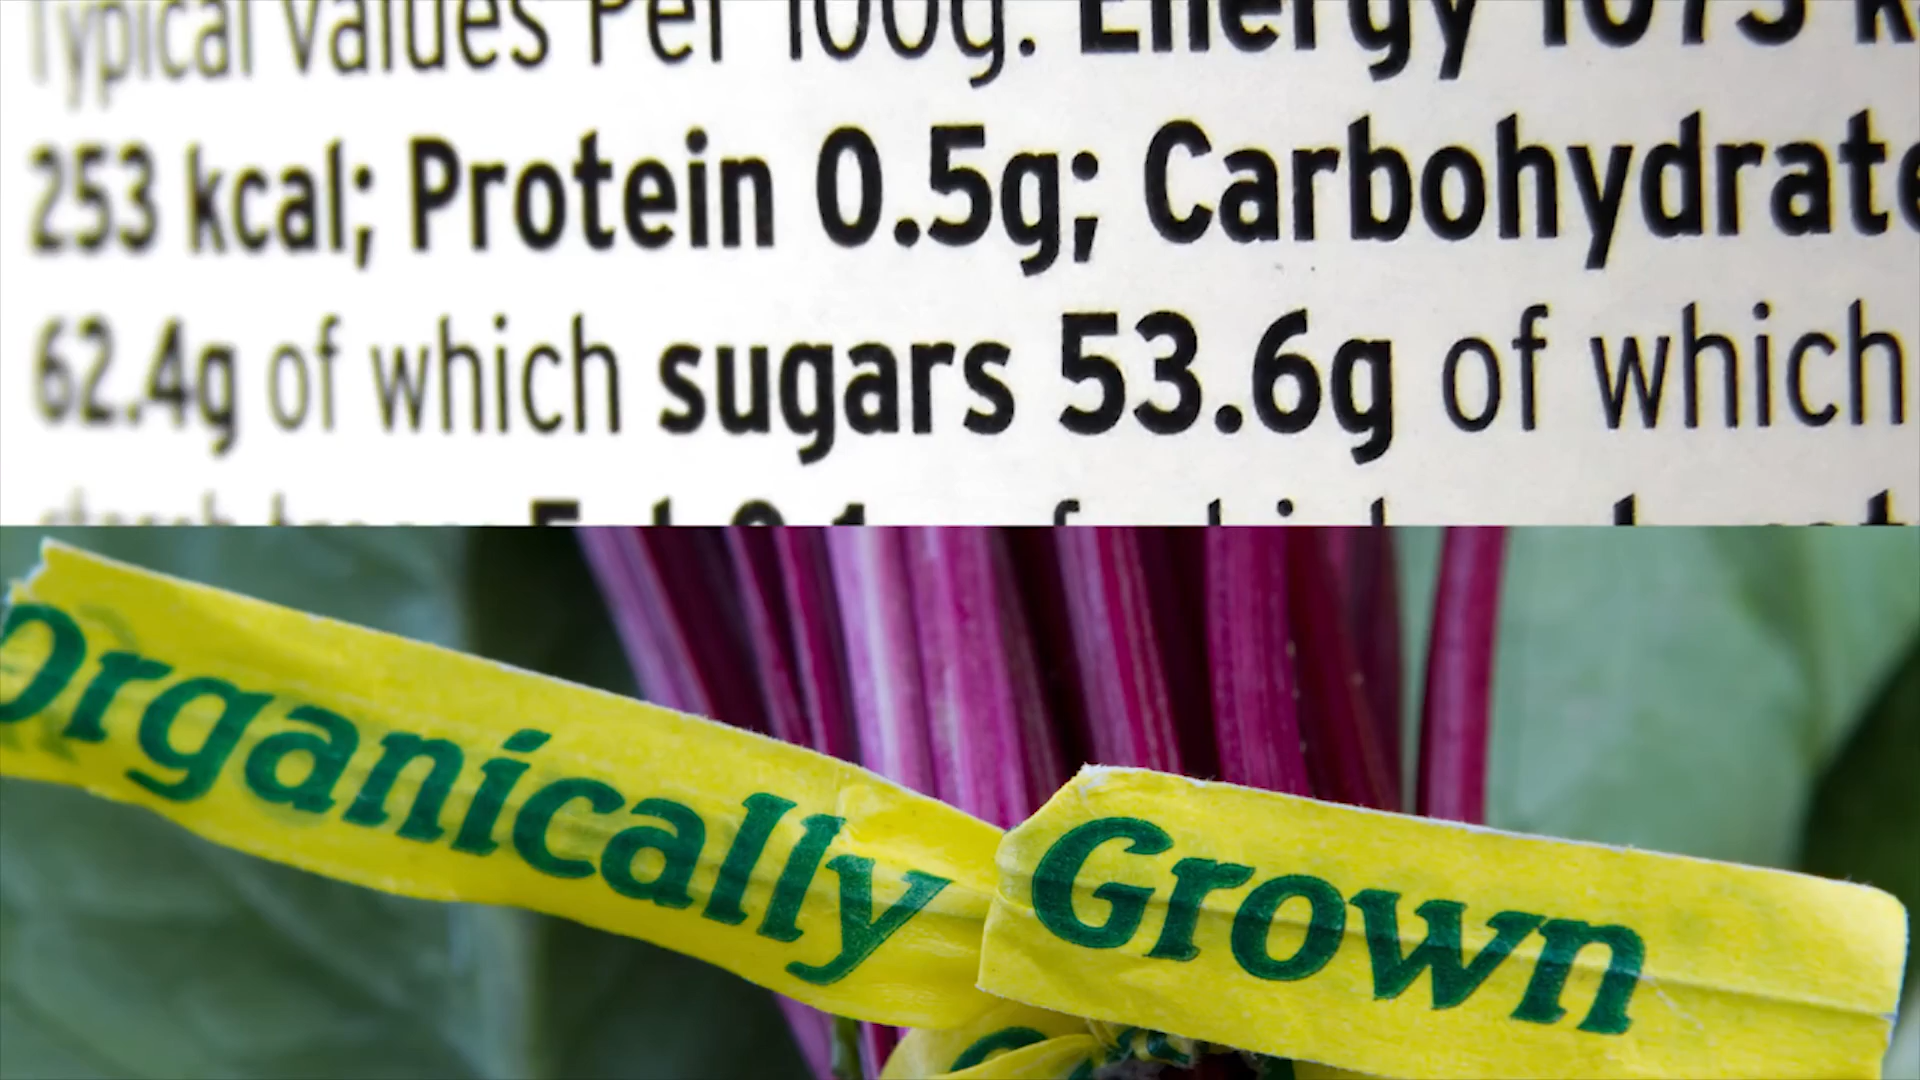 Typical values Per 100g: Energy 1075 k
253 kcal; Protein 0.5g; Carbohydrate
62.4g of which sugars 53.6g of which
Organically Grown